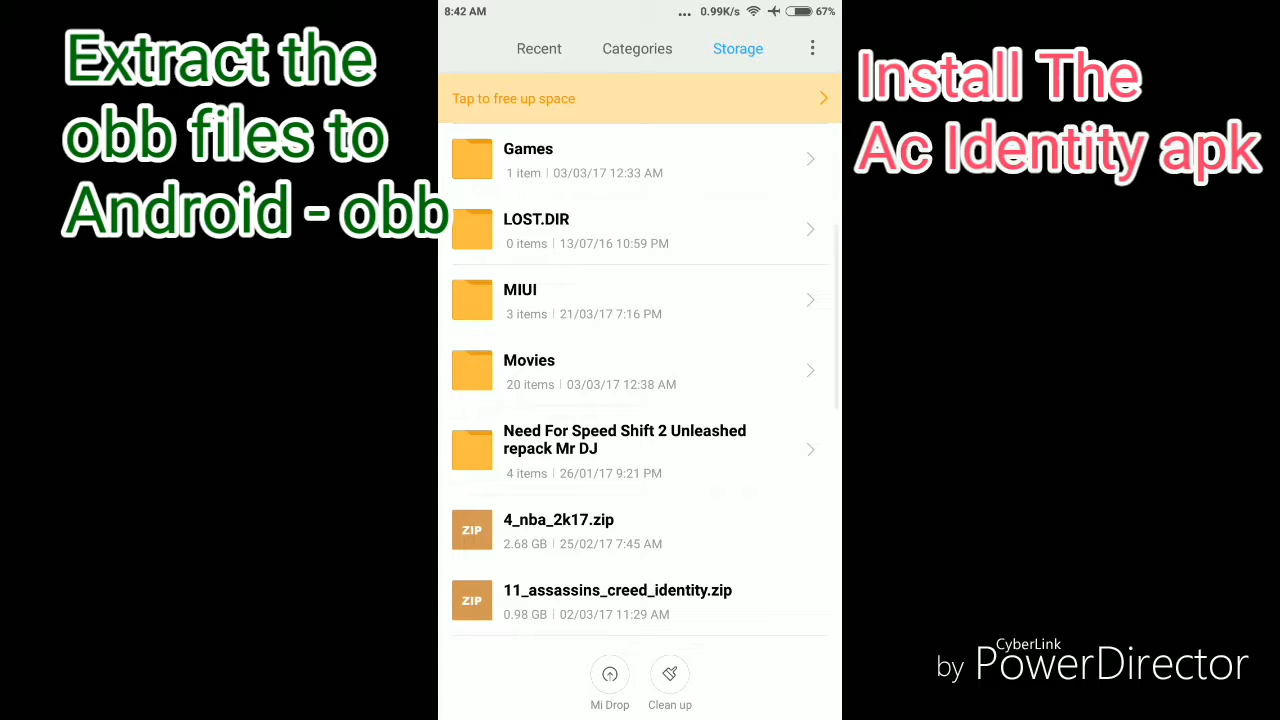 Extract the
obb files to
Android - obb
8:42 AM
... 0.99K/s 67%
Recent Categories Storage
Tap to free up space
Games
1 item | 03/03/17 12:33 AM
LOST.DIR
0 items | 13/07/16 10:59 PM
MIUI
3 items | 21/03/17 7:16 PM
Movies
20 items | 03/03/17 12:38 AM
Need For Speed Shift 2 Unleashed
repack Mr DJ
4 items | 26/01/17 9:21 PM
ZIP
4_nba_2k17.zip
2.68 GB | 25/02/17 7:45 AM
ZIP
11_assassins_creed_identity.zip
0.98 GB | 02/03/17 11:29 AM
Mi Drop Clean up
Install The
Ac Identity apk
CyberLink
by PowerDirector